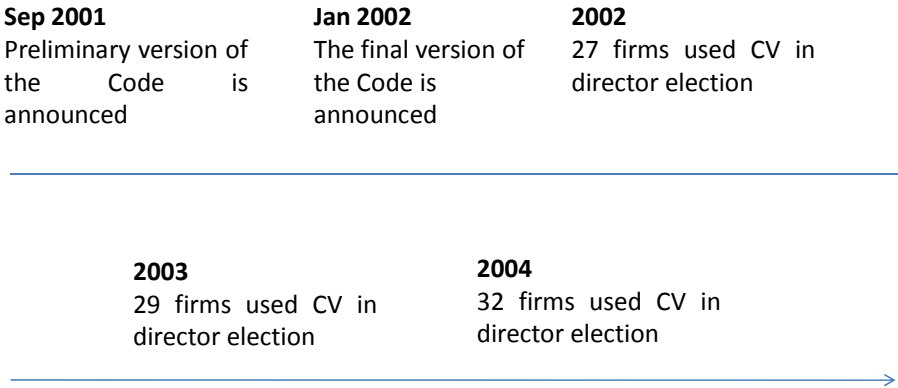 Sep 2001
Preliminary version of
the Code is
announced
Jan 2002
The final version of
the Code is
announced
2002
27 firms used CV in
director election
2003
29 firms used CV in
director election
2004
32 firms used CV in
director election